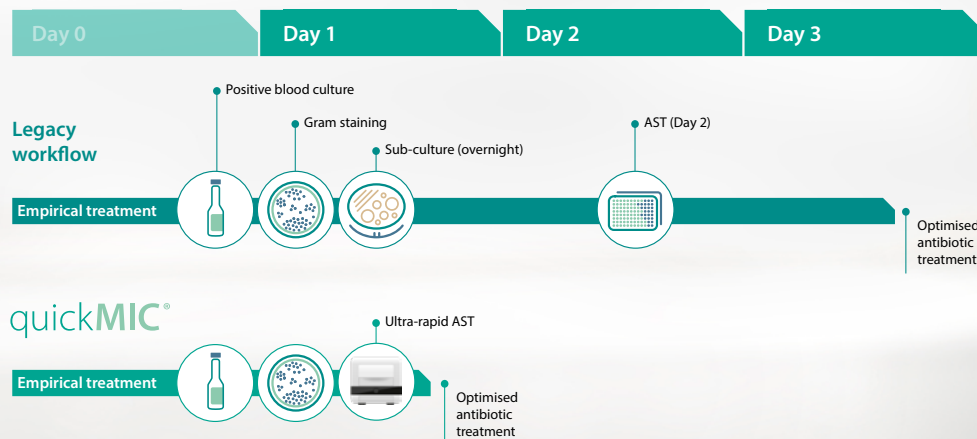 Day 0
Day 1
Day 2
Day 3
Legacy
workflow
Positive blood culture
Gram staining
Sub-culture (overnight)
AST (Day 2)
Empirical treatment
Optimised
antibiotic
treatment
quickMIC®
Ultra-rapid AST
Empirical treatment
Optimised
antibiotic
treatment